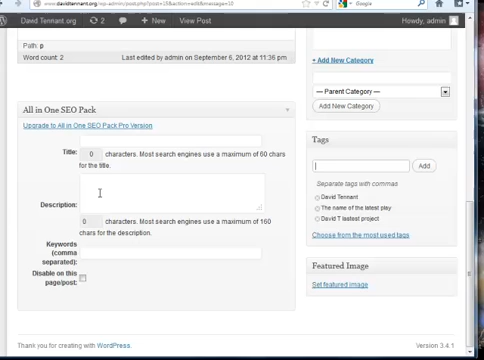 www.davidtennant.org/wp-admin/post.php?post=19&action=edit&message=10
Google
David Tennant.org
2
New
View Post
Howdy, admin
Path: p
Word count: 2
Last edited by admin on September 6, 2012 at 11:36 pm
+ Add New Category
— Parent Category —
Add New Category
All in One SEO Pack
Upgrade to All in One SEO Pack Pro Version
Title:
0 characters. Most search engines use a maximum of 60 chars
for the title.
Description:
0 characters. Most search engines use a maximum of 160
chars for the description.
Keywords
(comma
separated):
Disable on this
page/post:
Tags
Add
Separate tags with commas
David Tennant
The name of the latest play
David T lastest project
Choose from the most used tags
Featured Image
Set featured image
Thank you for creating with WordPress.
Version 3.4.1